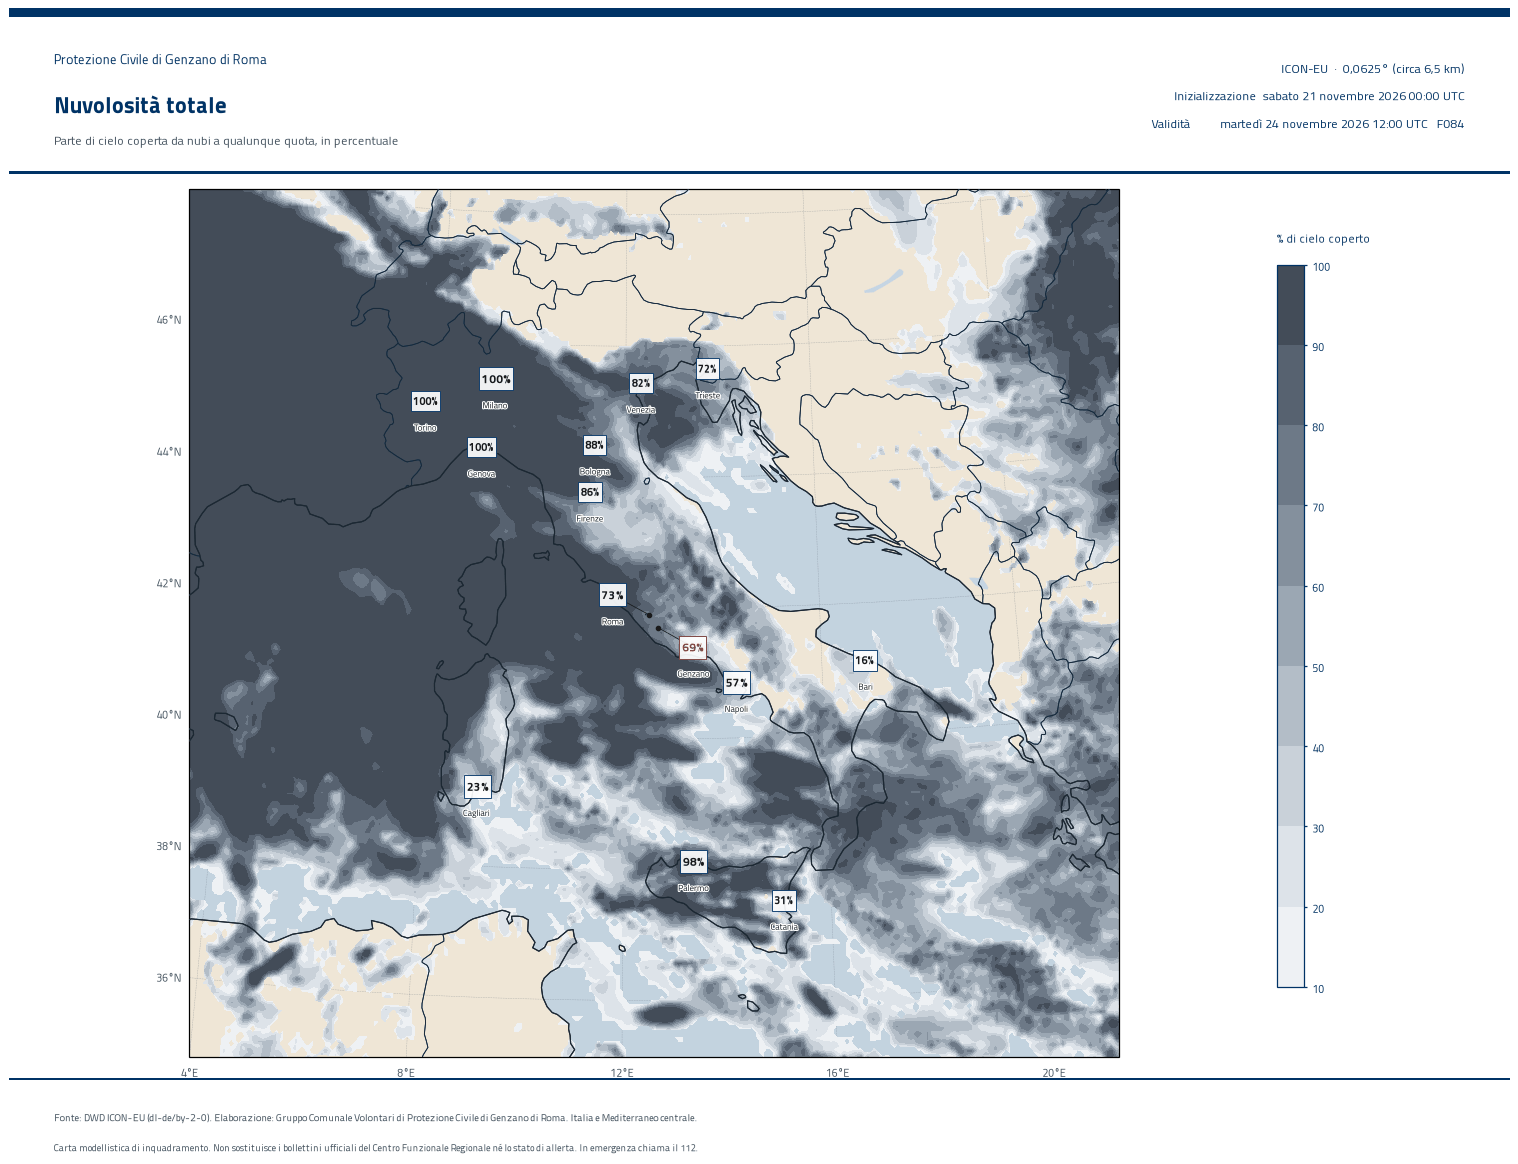 Protezione Civile di Genzano di Roma
Nuvolosità totale
Parte di cielo coperta da nubi a qualunque quota, in percentuale
ICON-EU · 0,0625° (circa 6,5 km)
Inizializzazione sabato 21 novembre 2026 00:00 UTC
Validità martedì 24 novembre 2026 12:00 UTC F084
% di cielo coperto
100
90
80
70
60
50
40
30
20
10
46°N
44°N
42°N
40°N
38°N
36°N
4°E
8°E
12°E
16°E
20°E
72%
Trieste
100%
Milano
82%
Venezia
100%
Torino
100%
Genova
88%
Bologna
86%
Firenze
73%
Roma
69%
Genzano
16%
Bari
57%
Napoli
23%
Cagliari
98%
Palermo
31%
Catania
Fonte: DWD ICON-EU (dl-de/by-2-0). Elaborazione: Gruppo Comunale Volontari di Protezione Civile di Genzano di Roma. Italia e Mediterraneo centrale.
Carta modellistica di inquadramento. Non sostituisce i bollettini ufficiali del Centro Funzionale Regionale né lo stato di allerta. In emergenza chiama il 112.